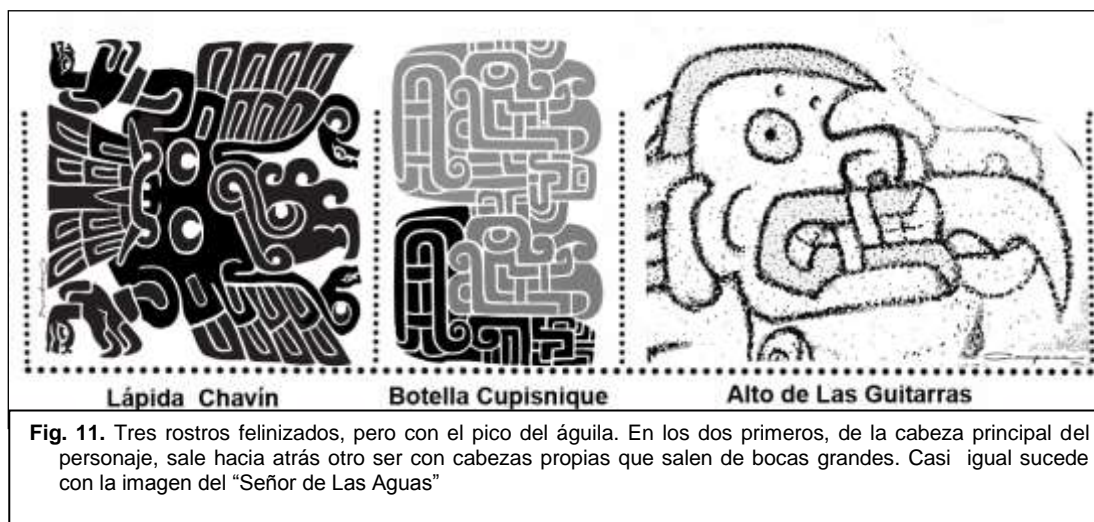 Lápida Chavín
Botella Cupisnique
Alto de Las Guitarras
Fig. 11. Tres rostros felinizados, pero con el pico del águila. En los dos primeros, de la cabeza principal del
personaje, sale hacia atrás otro ser con cabezas propias que salen de bocas grandes. Casi igual sucede
con la imagen del “Señor de Las Aguas”